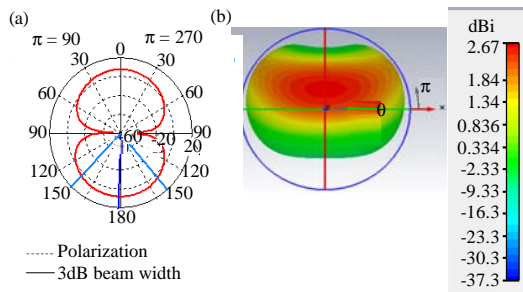 (a)
π = 90
0
π = 270
30
30
60
60
90
60
-20
90
20
120
120
150
150
180
Polarization
3dB beam width
(b)
π
θ
x
dBi
2.67
1.84
1.34
0.836
0.334
-2.33
-9.33
-16.3
-23.3
-30.3
-37.3